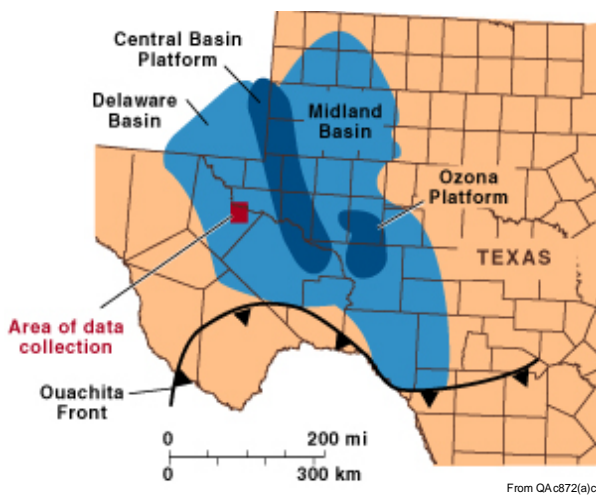 Central Basin
Platform
Delaware
Basin
Midland
Basin
Ozona
Platform
TEXAS
Area of data
collection
Ouachita
Front
0 200 mi
0 300 km
From QAc872(a)c